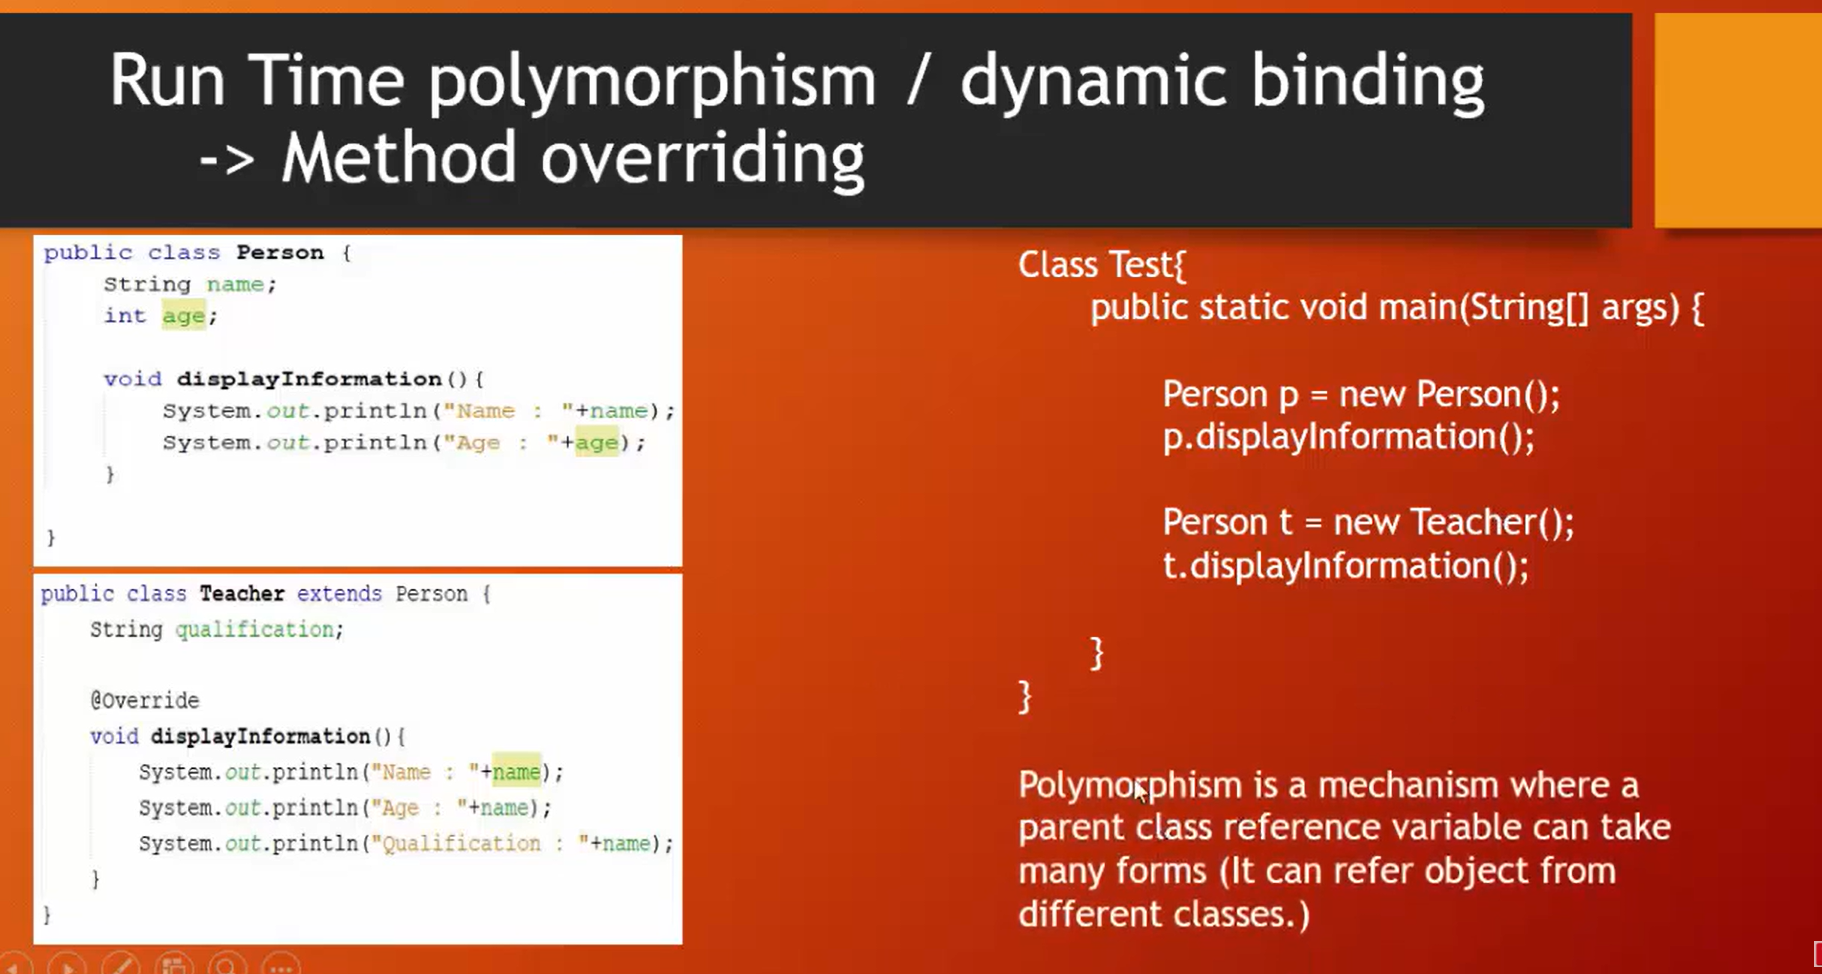 Run Time polymorphism / dynamic binding
-> Method overriding
public class Person {
String name;
int age;
void displayInformation(){
System.out.println("Name : "+name);
System.out.println("Age : "+age);
}
}
public class Teacher extends Person {
String qualification;
@Override
void displayInformation(){
System.out.println("Name : "+name);
System.out.println("Age : "+name);
System.out.println("Qualification : "+name);
}
}
Class Test{
public static void main(String[] args) {
Person p = new Person();
p.displayInformation();
Person t = new Teacher();
t.displayInformation();
}
}
Polymorphism is a mechanism where a
parent class reference variable can take
many forms (It can refer object from
different classes.)